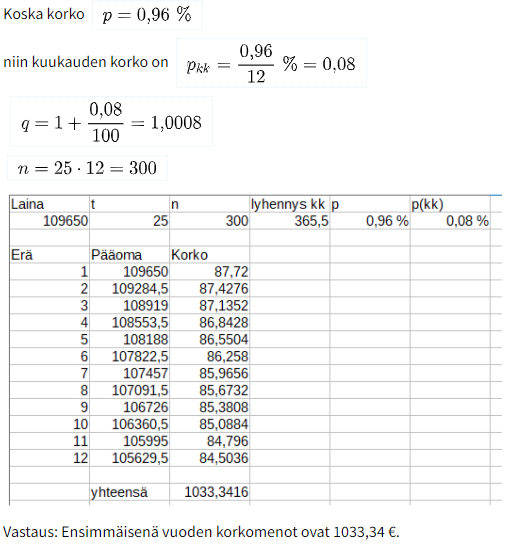 Koska korko p = 0,96 %
niin kuukauden korko on p_{kk} = \frac{0,96}{12} % = 0,08
q = 1 + \frac{0,08}{100} = 1,0008
n = 25 · 12 = 300
Laina t n lyhennys kk p p(kk)
109650 25 300 365,5 0,96 % 0,08 %
Erä Pääoma Korko
1 109650 87,72
2 109284,5 87,4276
3 108919 87,1352
4 108553,5 86,8428
5 108188 86,5504
6 107822,5 86,258
7 107457 85,9656
8 107091,5 85,6732
9 106726 85,3808
10 106360,5 85,0884
11 105995 84,796
12 105629,5 84,5036
yhteensä 1033,3416
Vastaus: Ensimmäisenä vuoden korkomenot ovat 1033,34 €.